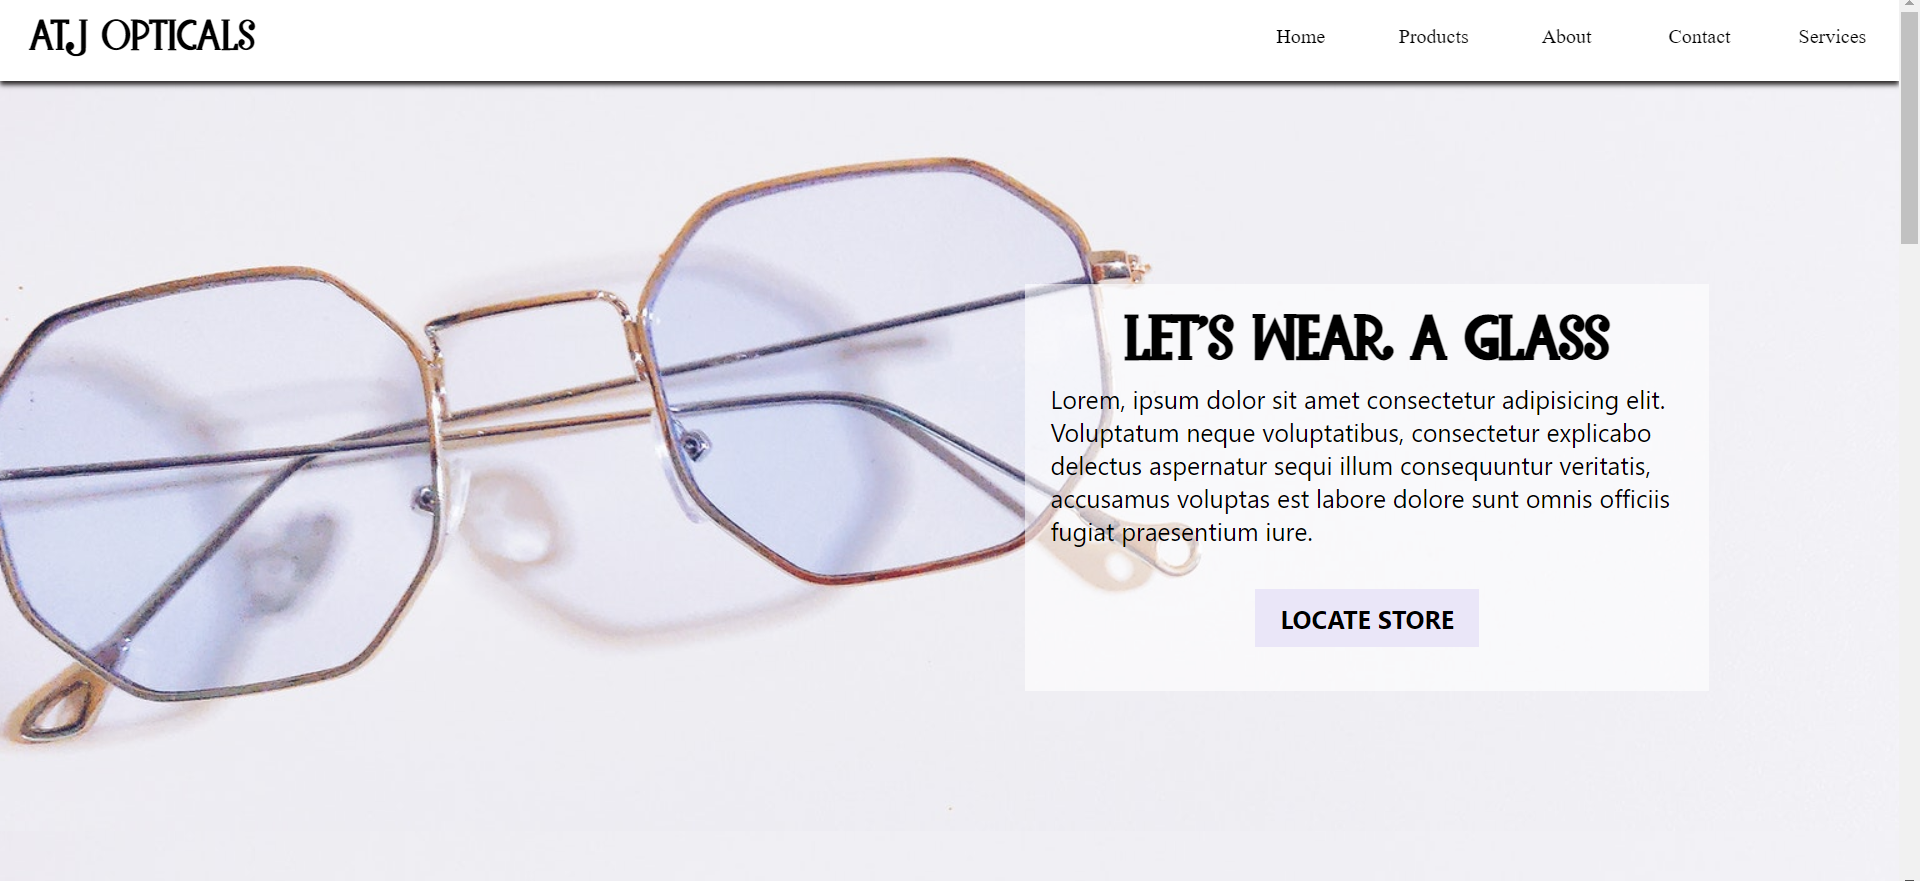 ATJ OPTICALS
Home Products About Contact Services
LET'S WEAR A GLASS
Lorem, ipsum dolor sit amet consectetur adipisicing elit.
Voluptatum neque voluptatibus, consectetur explicabo
delectus aspernatur sequi illum consequuntur veritatis,
accusamus voluptas est labore dolore sunt omnis officiis
fugiat praesentium iure.
LOCATE STORE